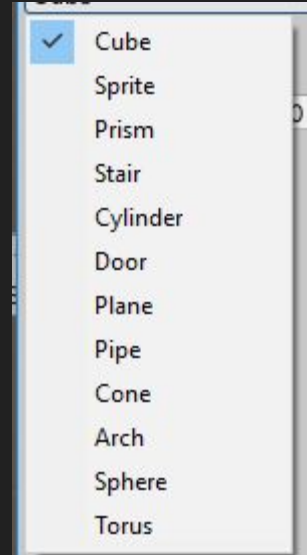 Cube
Sprite
Prism
Stair
Cylinder
Door
Plane
Pipe
Cone
Arch
Sphere
Torus